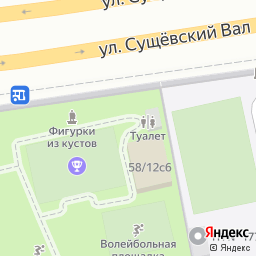 ул. Сущёвский Вал
Фигурки
из кустов
Туалет
58/12с6
Волейбольная
площадка
Яндекс